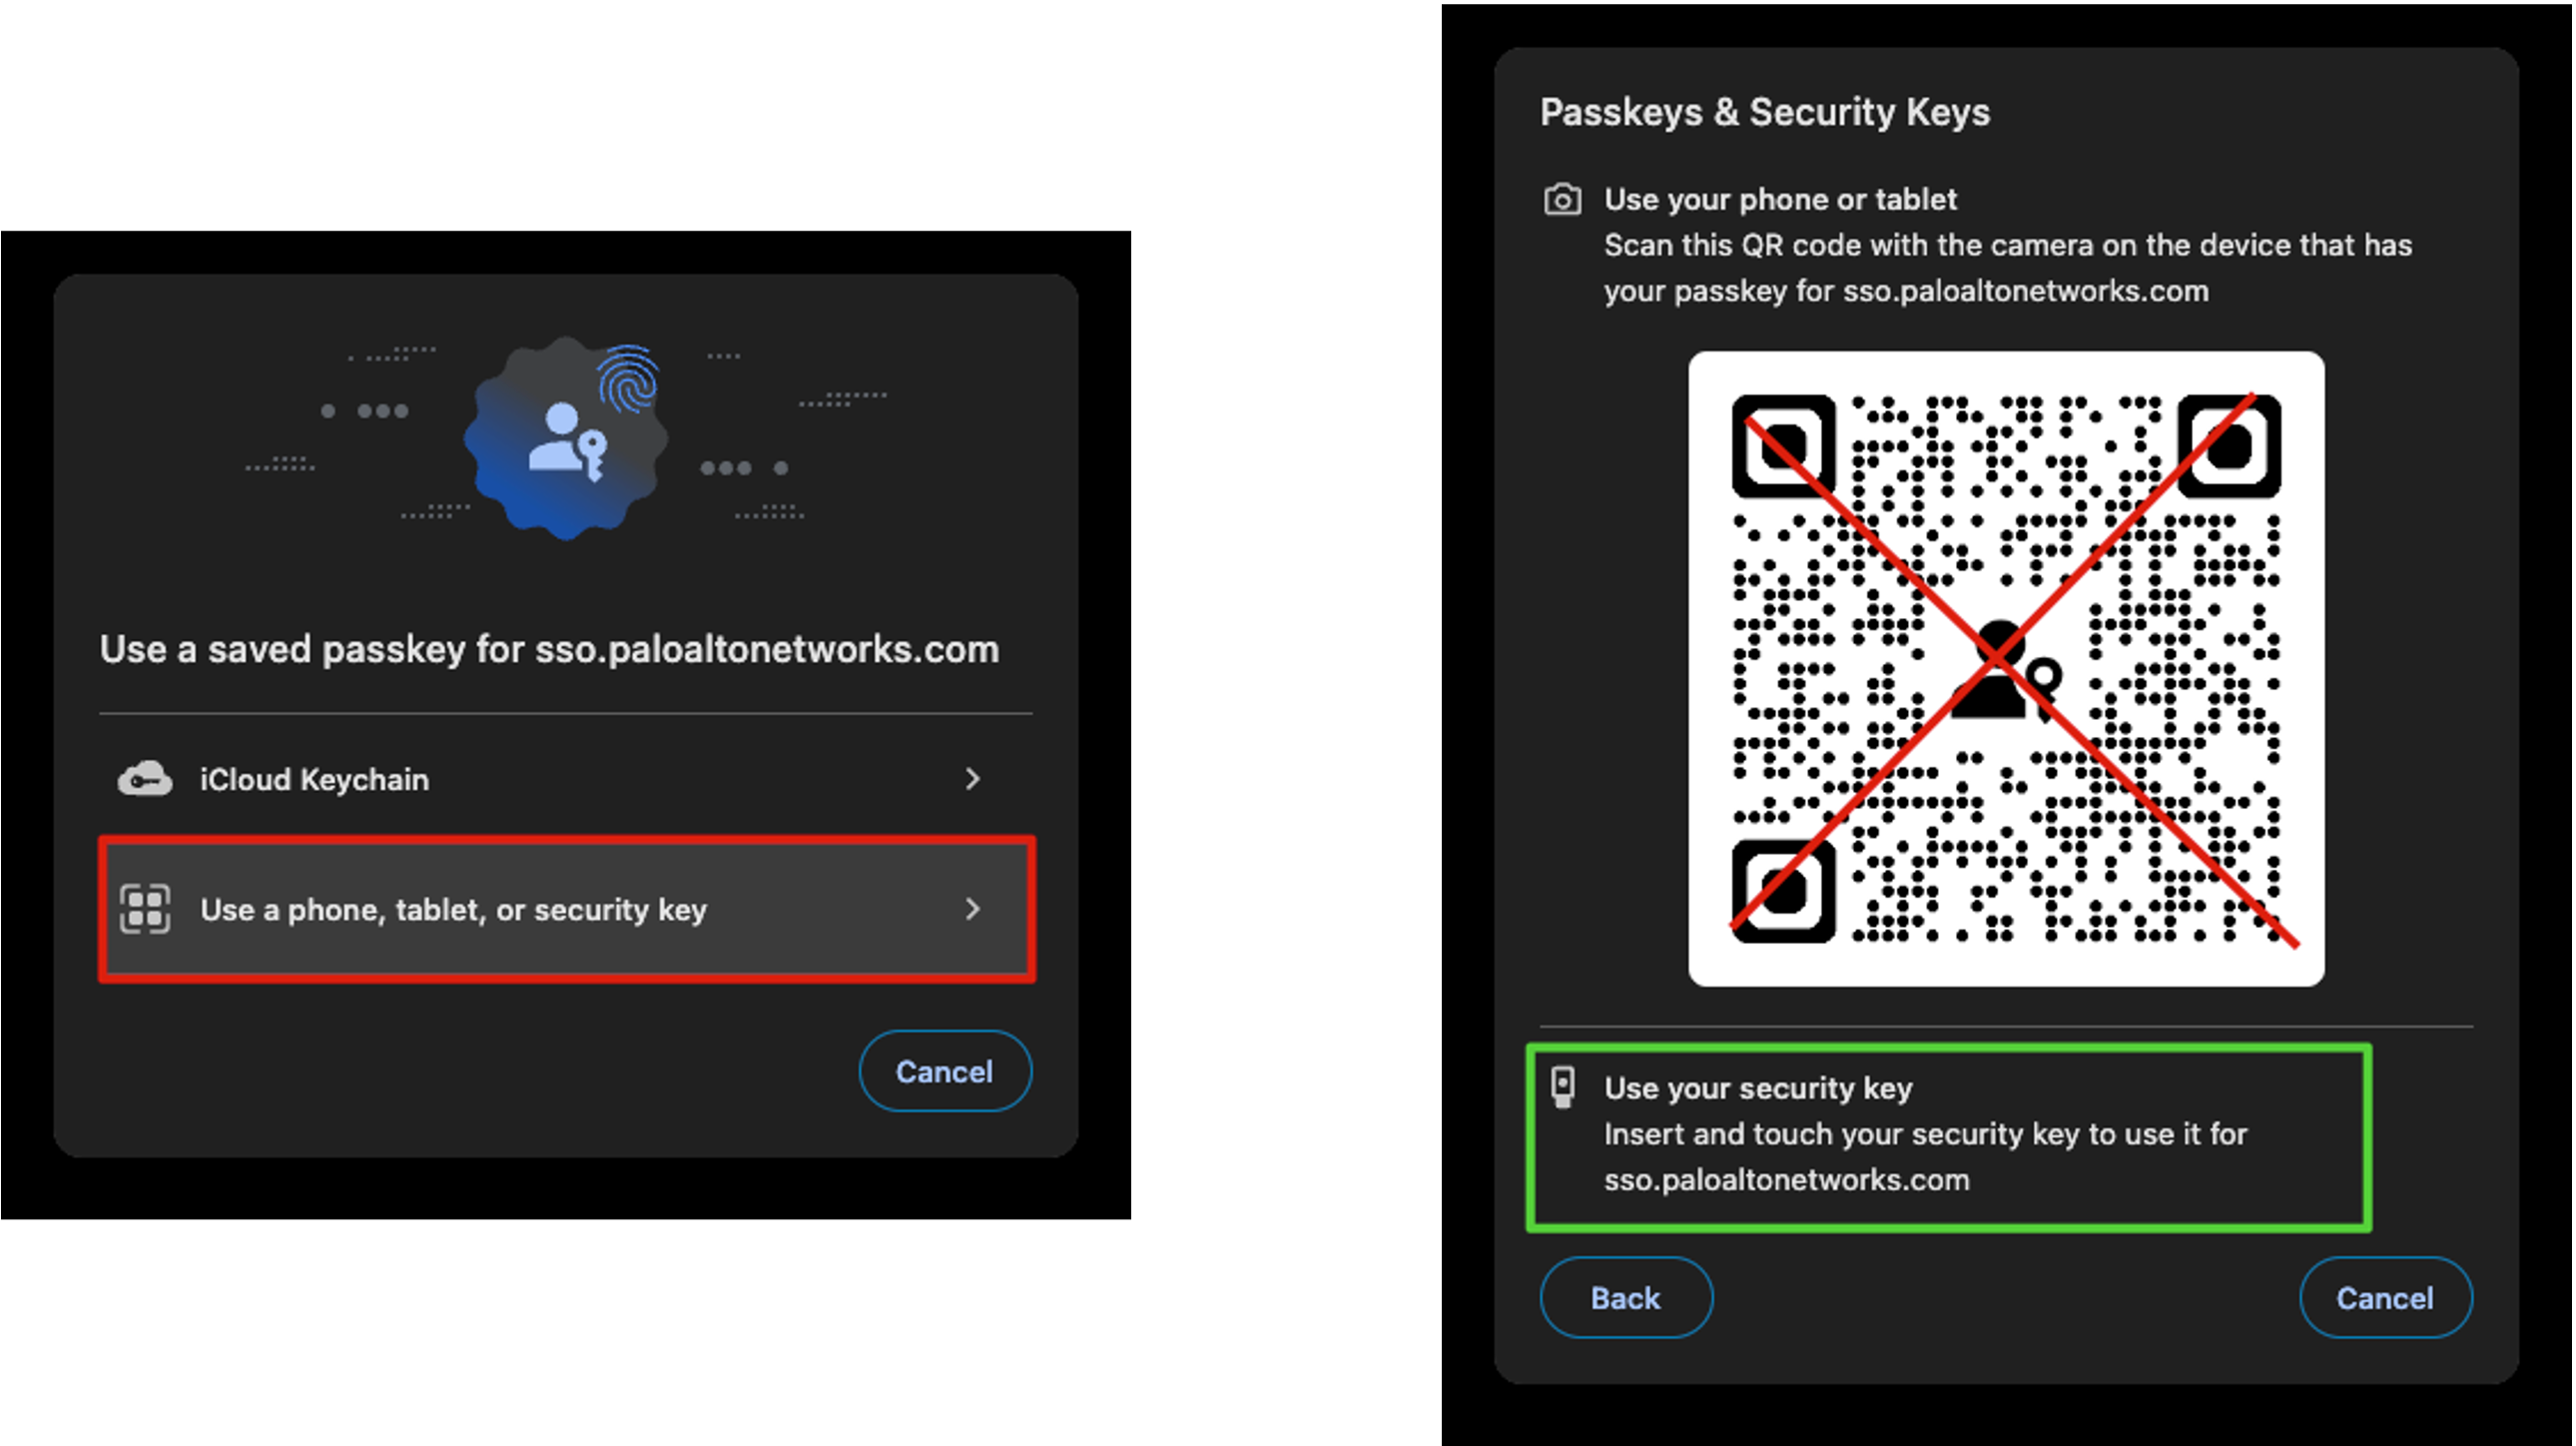 Use a saved passkey for sso.paloaltonetworks.com
iCloud Keychain
Use a phone, tablet, or security key
Cancel
Passkeys & Security Keys
Use your phone or tablet
Scan this QR code with the camera on the device that has
your passkey for sso.paloaltonetworks.com
Use your security key
Insert and touch your security key to use it for
sso.paloaltonetworks.com
Back
Cancel